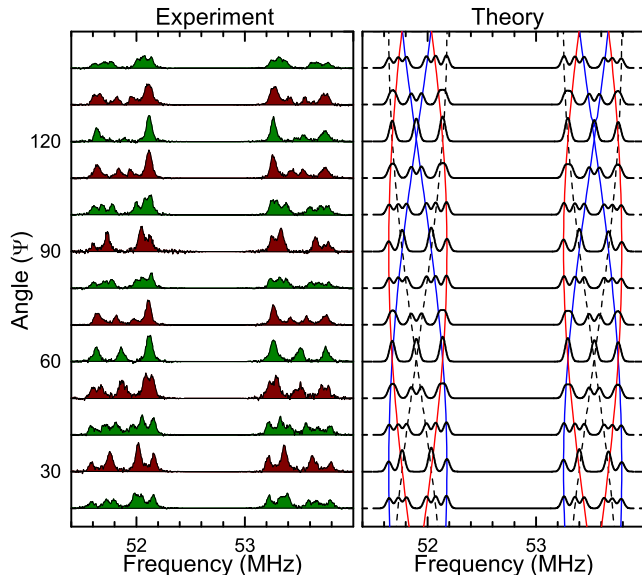 Experiment
Theory
120
90
60
30
Angle (Ψ)
52
53
52
53
Frequency (MHz)
Frequency (MHz)